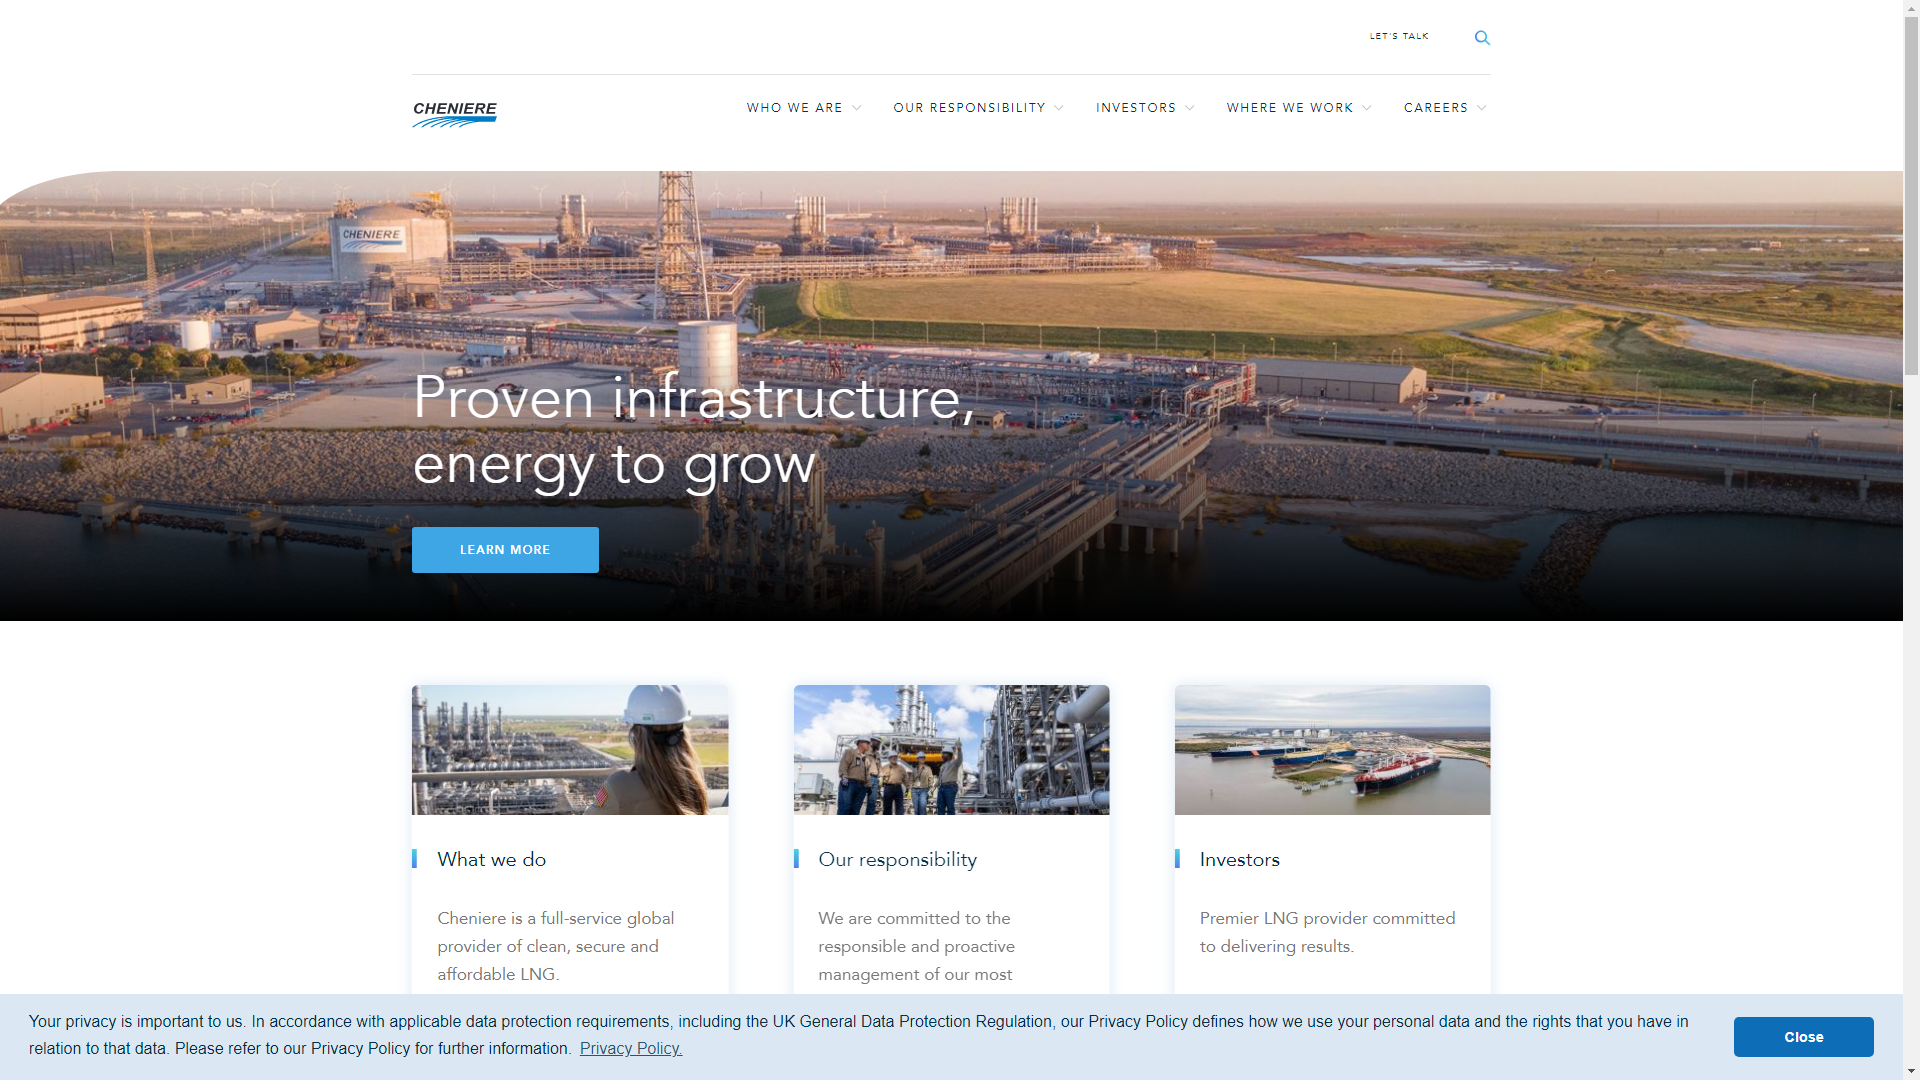 LET'S TALK
CHENIERE
WHO WE ARE
OUR RESPONSIBILITY
INVESTORS
WHERE WE WORK
CAREERS
CHENIERE
Proven infrastructure,
energy to grow
LEARN MORE
What we do
Cheniere is a full-service global
provider of clean, secure and
affordable LNG.
Our responsibility
We are committed to the
responsible and proactive
management of our most
Investors
Premier LNG provider committed
to delivering results.
Your privacy is important to us. In accordance with applicable data protection requirements, including the UK General Data Protection Regulation, our Privacy Policy defines how we use your personal data and the rights that you have in
relation to that data. Please refer to our Privacy Policy for further information. Privacy Policy.
Close